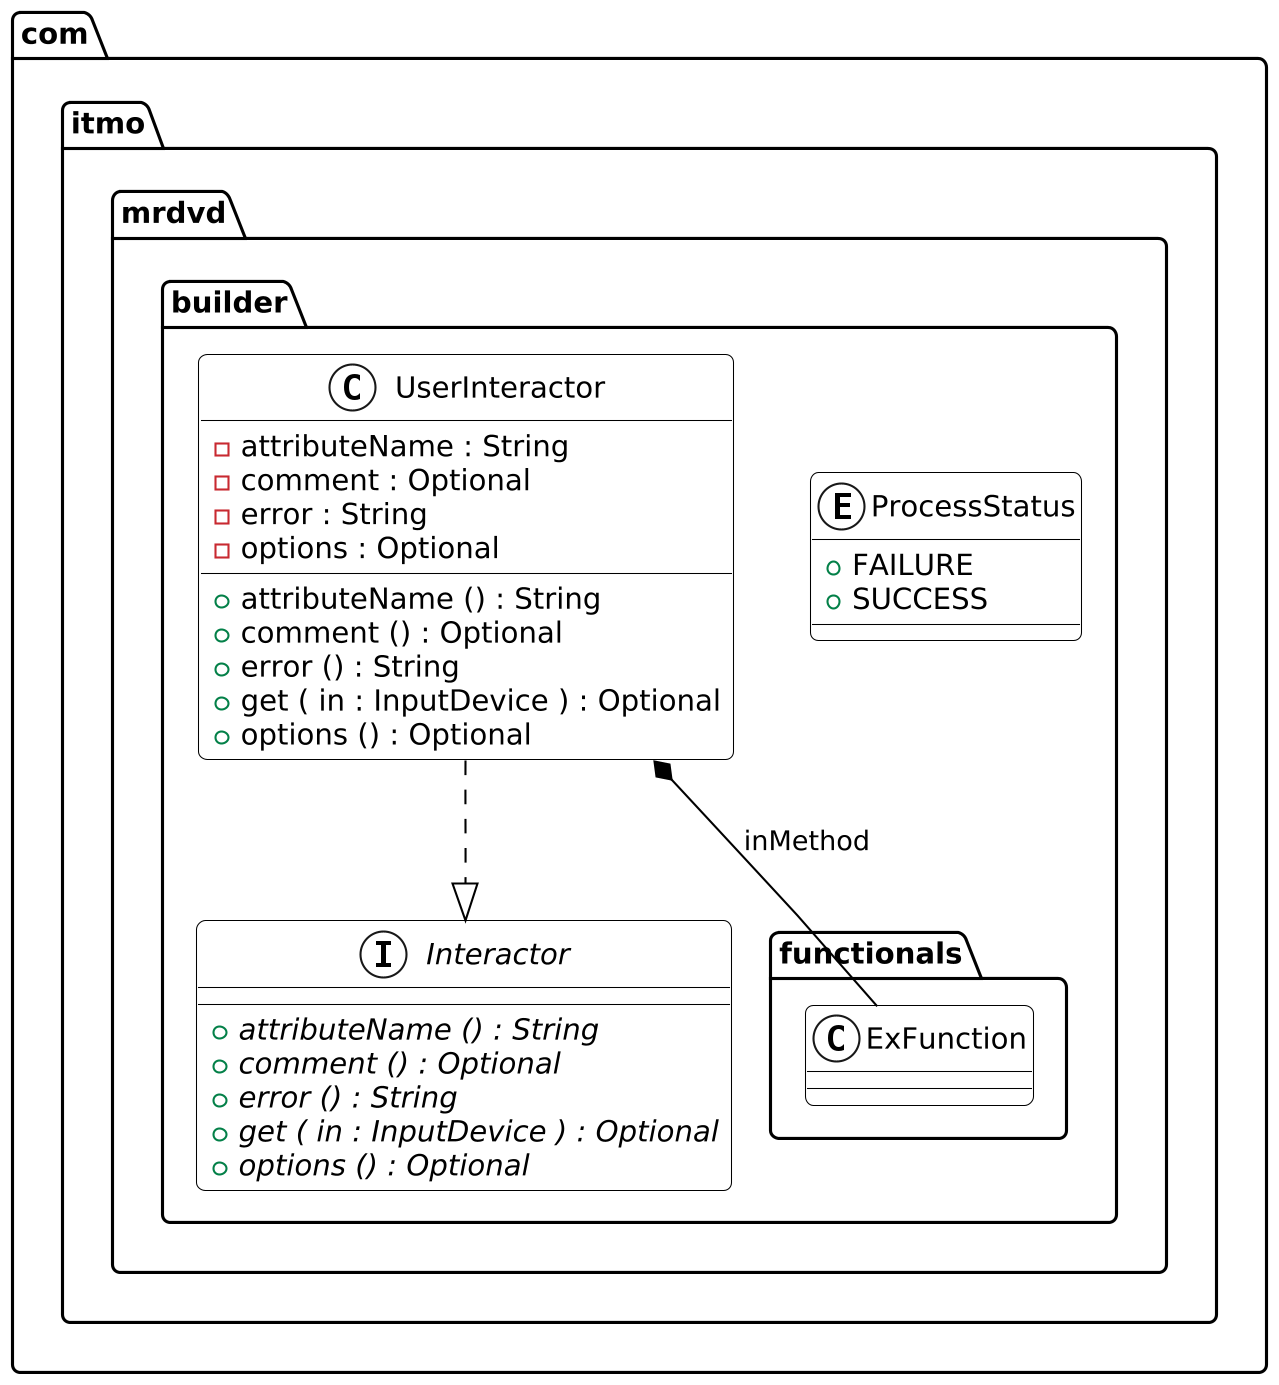 com
itmo
mrdvd
builder
C UserInteractor
attributeName : String
comment : Optional
error : String
options : Optional
attributeName () : String
comment () : Optional
error () : String
get ( in : InputDevice ) : Optional
options () : Optional
E ProcessStatus
FAILURE
SUCCESS
inMethod
I Interactor
attributeName () : String
comment () : Optional
error () : String
get ( in : InputDevice ) : Optional
options () : Optional
functionals
C ExFunction